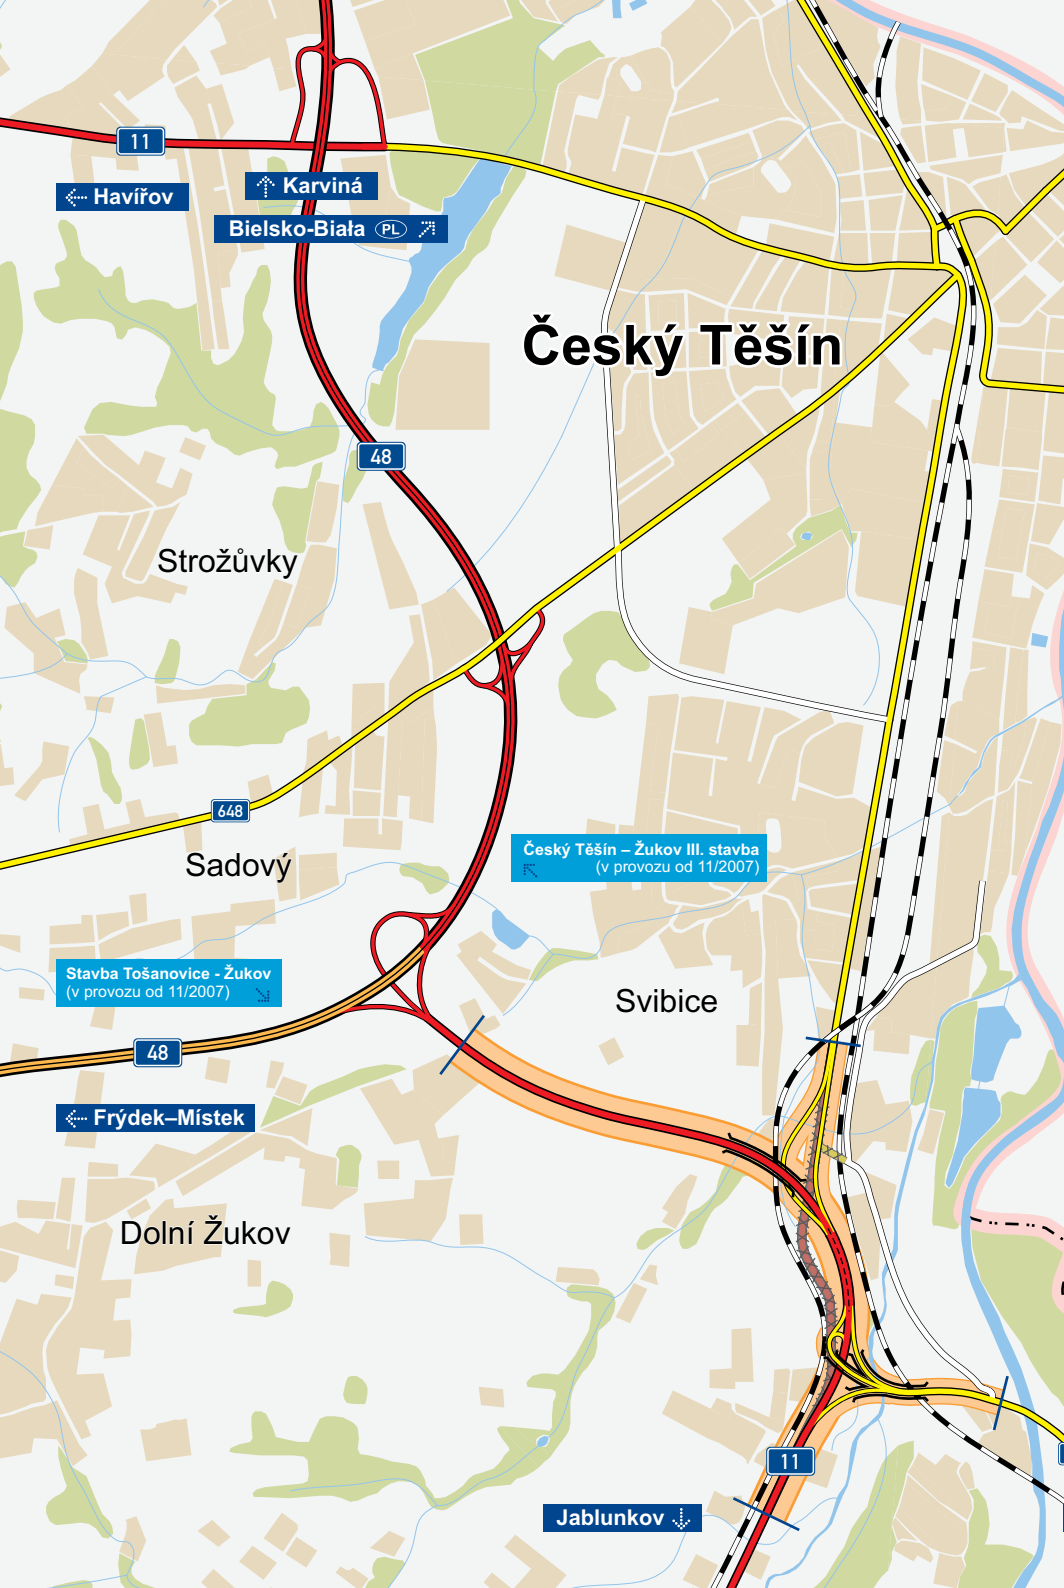 11
Havířov
Karviná
Bielsko-Biała PL
Český Těšín
48
Strožůvky
648
Sadový
Český Těšín – Žukov III. stavba
(v provozu od 11/2007)
Stavba Tošanovice - Žukov
(v provozu od 11/2007)
Svibice
48
Frýdek–Místek
Dolní Žukov
11
Jablunkov